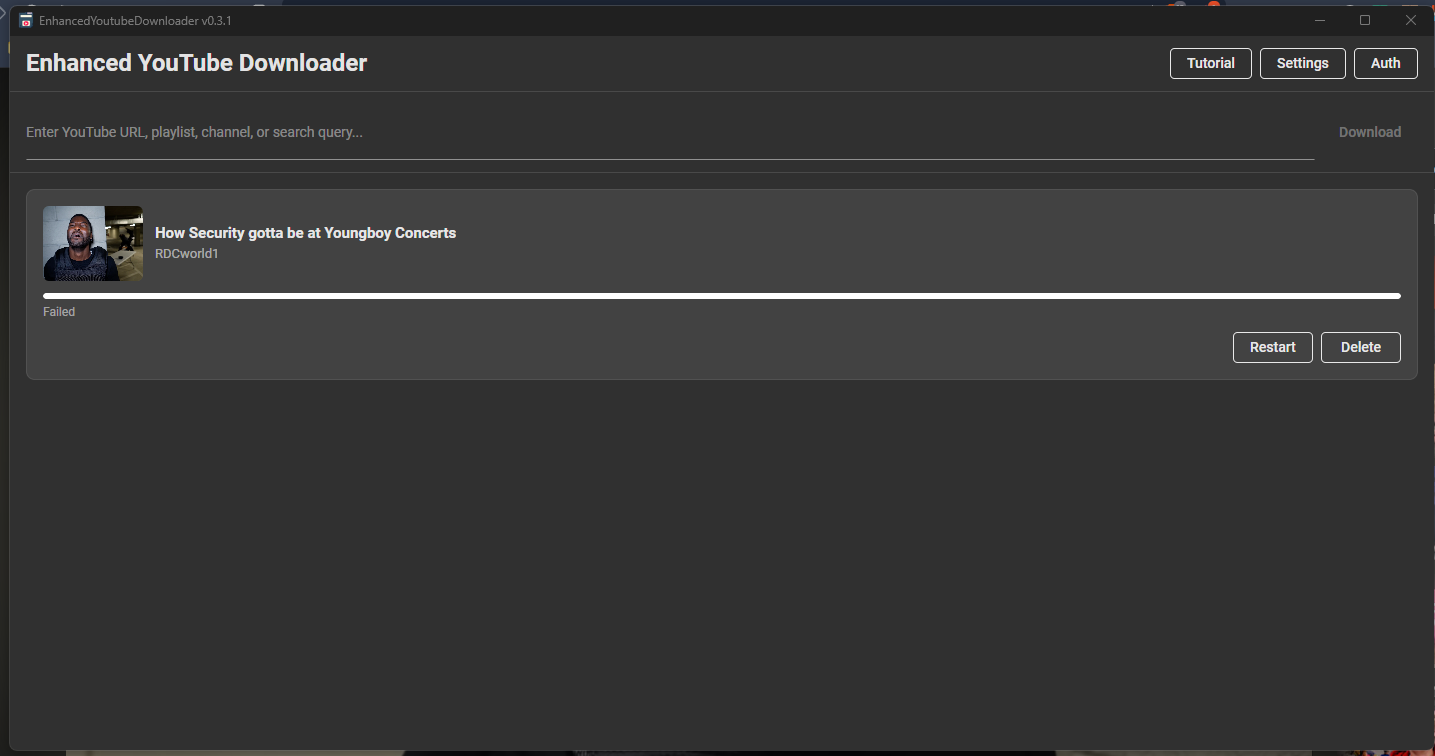 EnhancedYoutubeDownloader v0.3.1
Enhanced YouTube Downloader
Tutorial
Settings
Auth
Enter YouTube URL, playlist, channel, or search query...
Download
How Security gotta be at Youngboy Concerts
RDCworld1
Failed
Restart
Delete